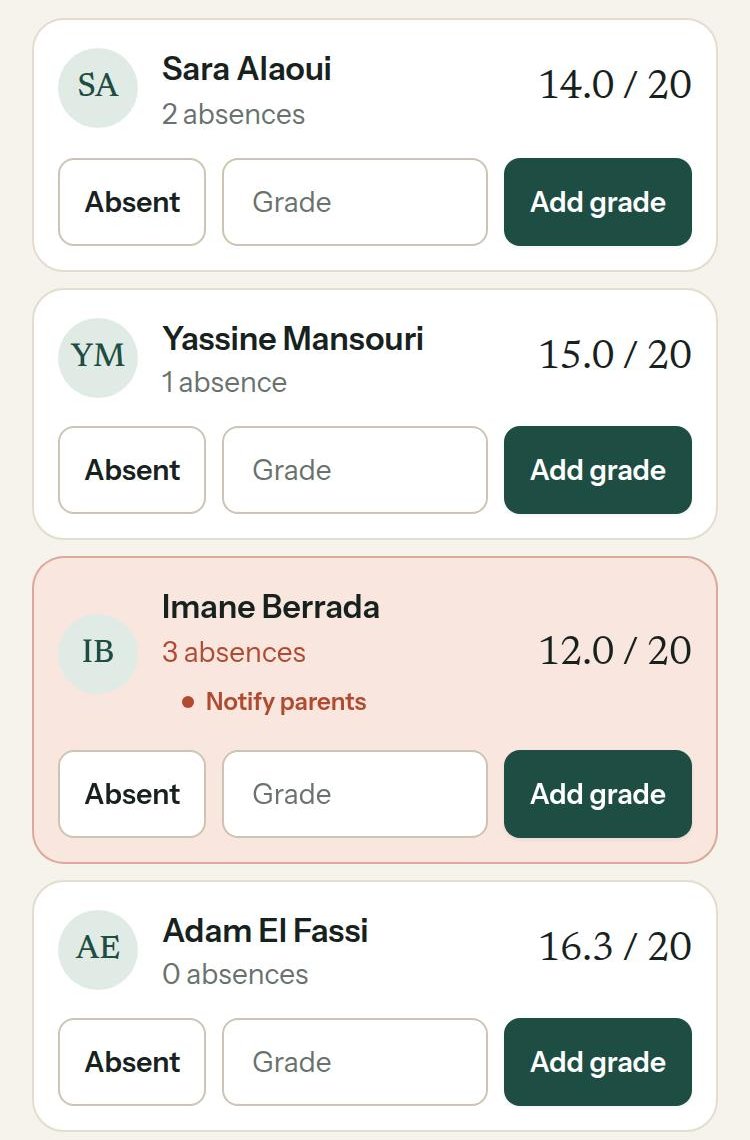 SA
Sara Alaoui
2 absences
14.0 / 20
Absent
Grade
Add grade
YM
Yassine Mansouri
1 absence
15.0 / 20
Absent
Grade
Add grade
IB
Imane Berrada
3 absences
Notify parents
12.0 / 20
Absent
Grade
Add grade
AE
Adam El Fassi
0 absences
16.3 / 20
Absent
Grade
Add grade